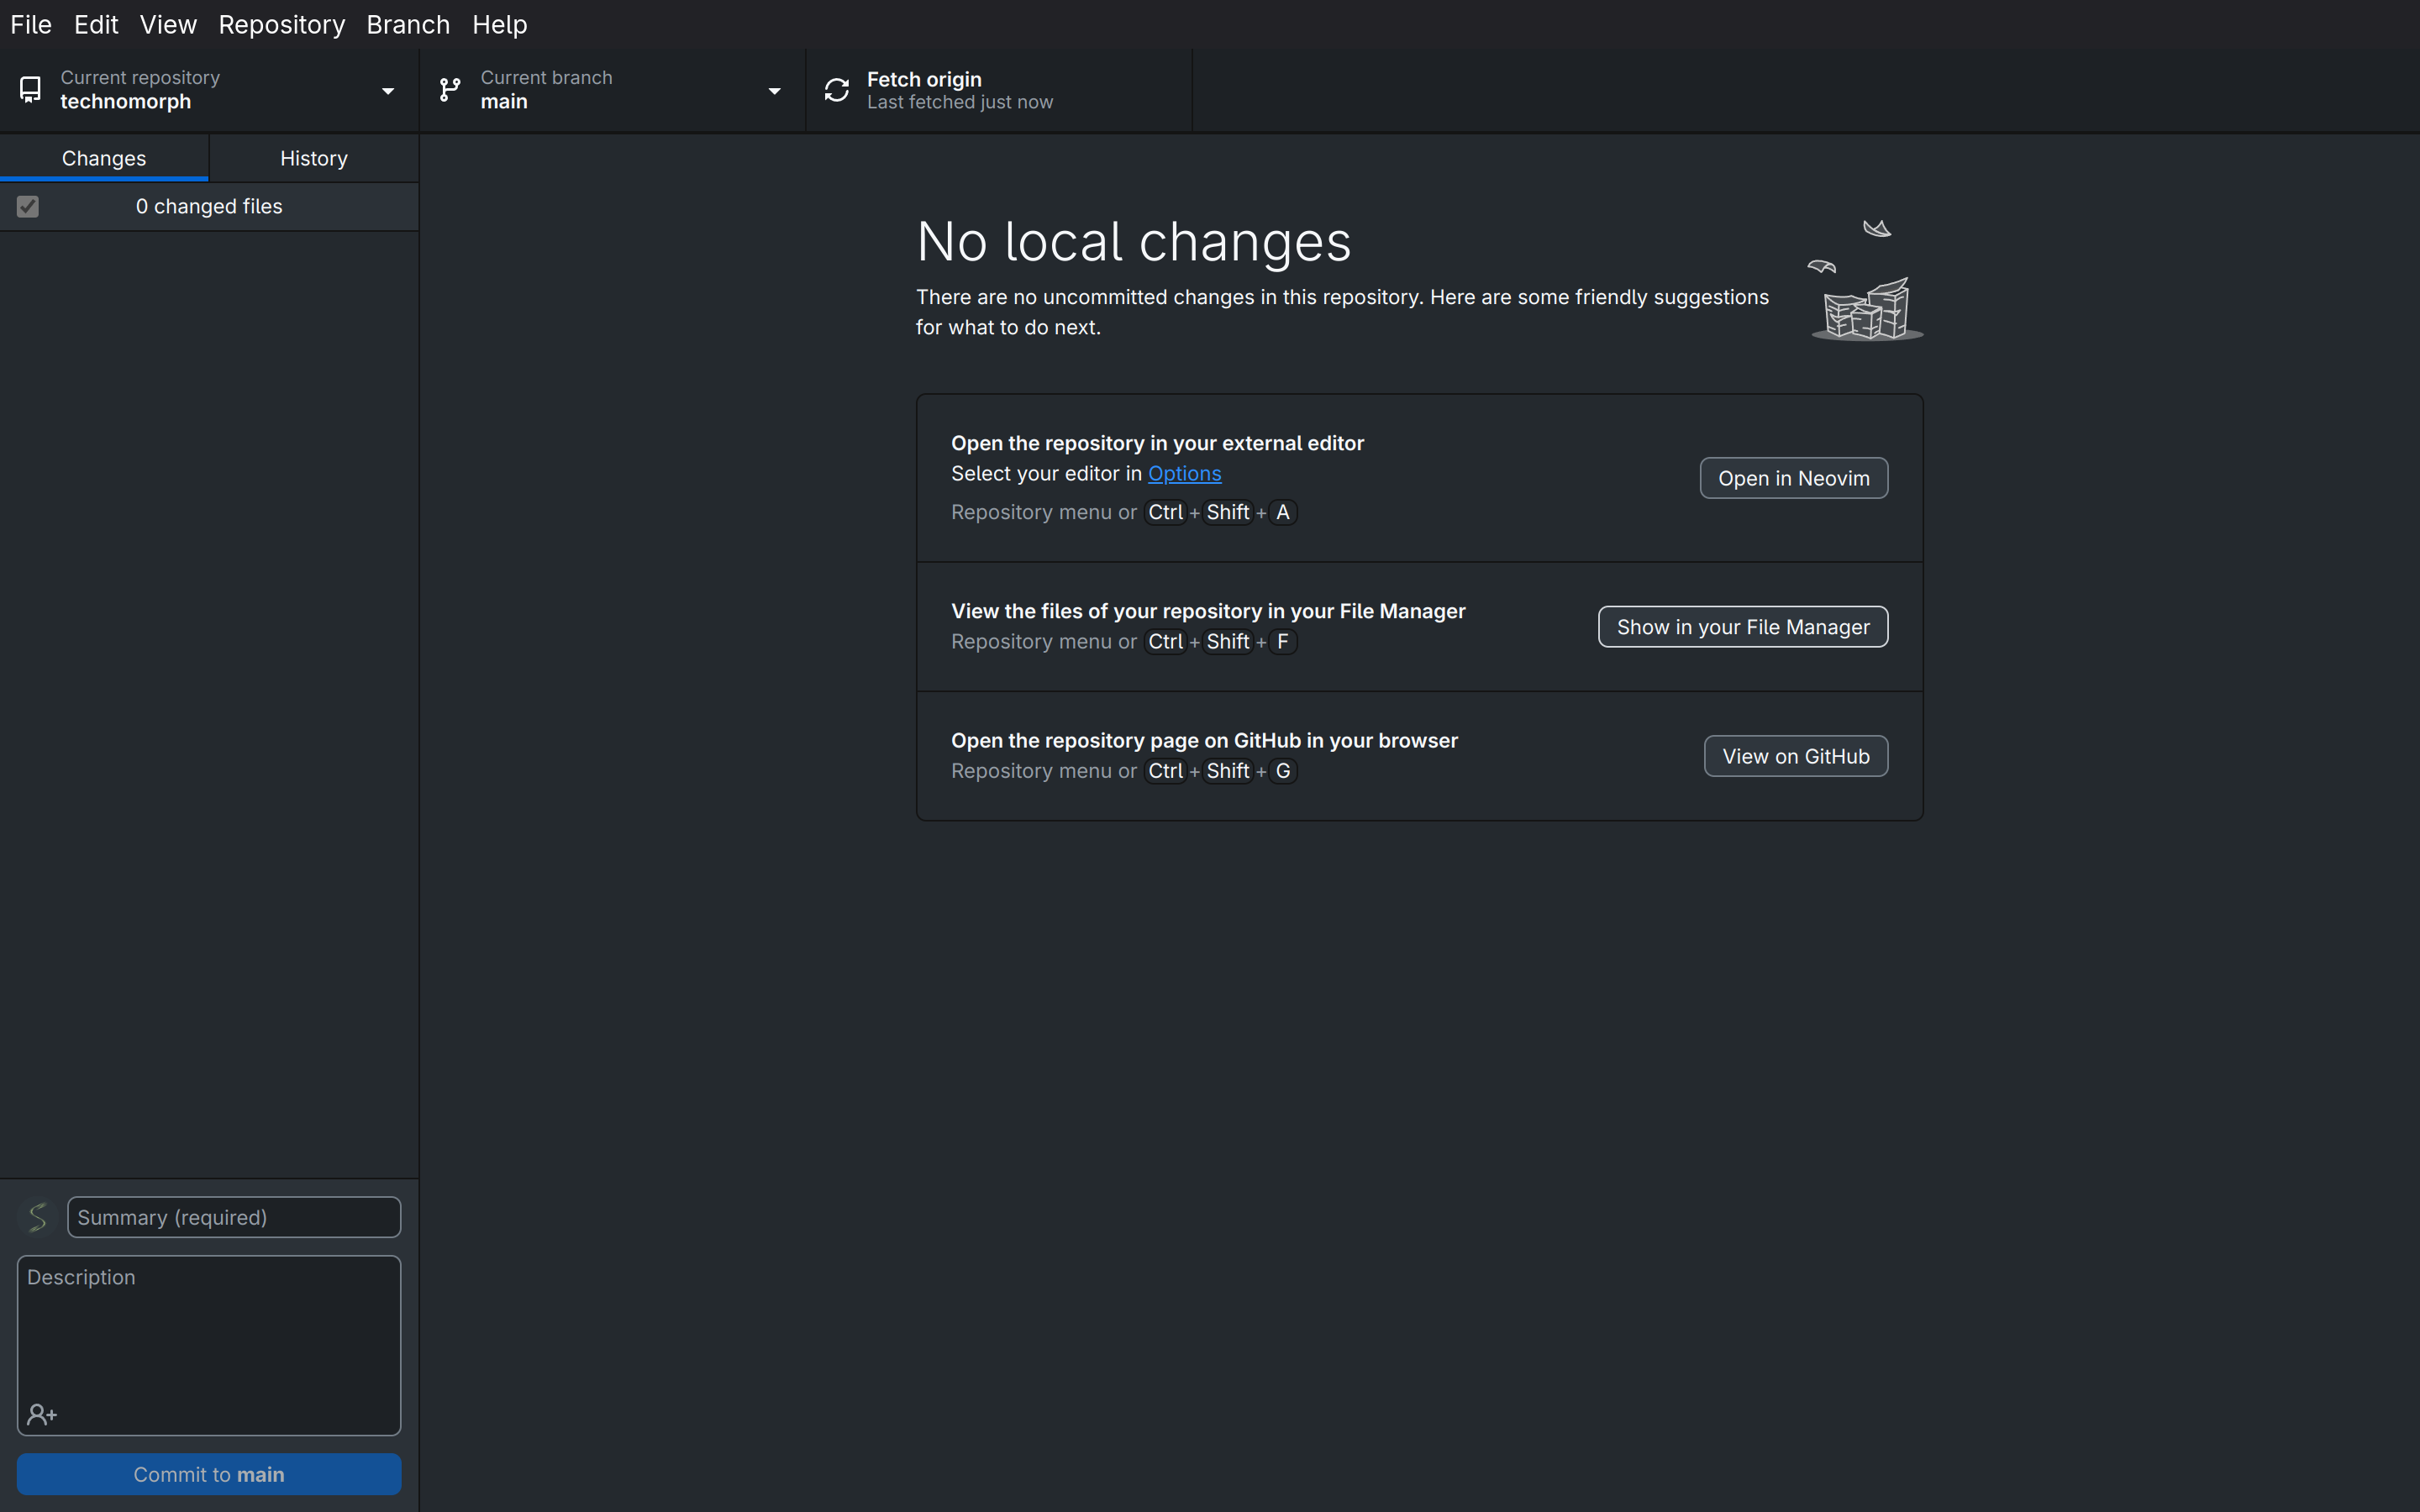 File Edit View Repository Branch Help
Current repository
technomorph
Current branch
main
Fetch origin
Last fetched just now
Changes
History
0 changed files
No local changes
There are no uncommitted changes in this repository. Here are some friendly suggestions
for what to do next.
Open the repository in your external editor
Select your editor in Options
Repository menu or Ctrl + Shift + A
Open in Neovim
View the files of your repository in your File Manager
Repository menu or Ctrl + Shift + F
Show in your File Manager
Open the repository page on GitHub in your browser
Repository menu or Ctrl + Shift + G
View on GitHub
Summary (required)
Description
Commit to main